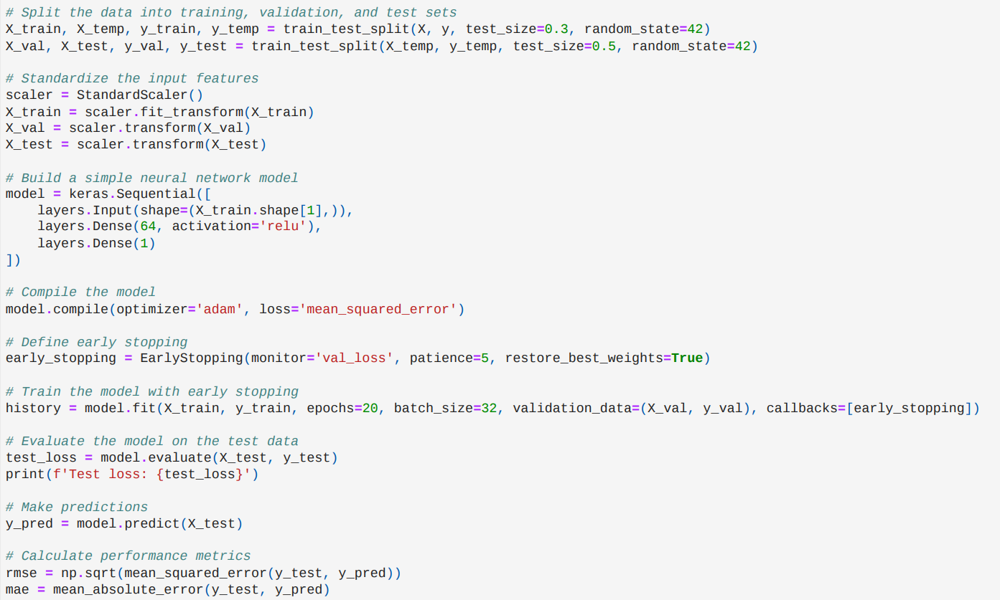 # Split the data into training, validation, and test sets
X_train, X_temp, y_train, y_temp = train_test_split(X, y, test_size=0.3, random_state=42)
X_val, X_test, y_val, y_test = train_test_split(X_temp, y_temp, test_size=0.5, random_state=42)

# Standardize the input features
scaler = StandardScaler()
X_train = scaler.fit_transform(X_train)
X_val = scaler.transform(X_val)
X_test = scaler.transform(X_test)

# Build a simple neural network model
model = keras.Sequential([
    layers.Input(shape=(X_train.shape[1],)),
    layers.Dense(64, activation='relu'),
    layers.Dense(1)
])

# Compile the model
model.compile(optimizer='adam', loss='mean_squared_error')

# Define early stopping
early_stopping = EarlyStopping(monitor='val_loss', patience=5, restore_best_weights=True)

# Train the model with early stopping
history = model.fit(X_train, y_train, epochs=20, batch_size=32, validation_data=(X_val, y_val), callbacks=[early_stopping])

# Evaluate the model on the test data
test_loss = model.evaluate(X_test, y_test)
print(f'Test loss: {test_loss}')

# Make predictions
y_pred = model.predict(X_test)

# Calculate performance metrics
rmse = np.sqrt(mean_squared_error(y_test, y_pred))
mae = mean_absolute_error(y_test, y_pred)